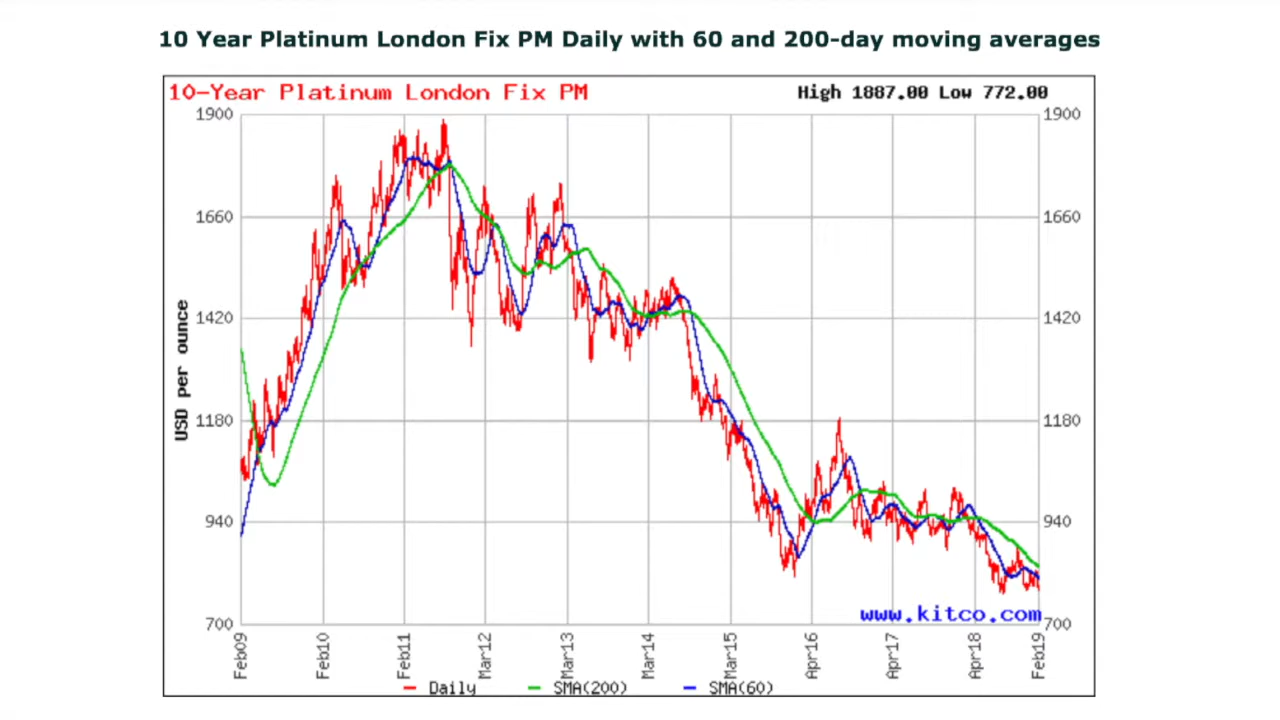 10 Year Platinum London Fix PM Daily with 60 and 200-day moving averages
10-Year Platinum London Fix PM
High 1887.00 Low 772.00
1900 1900
1660 1660
1420 1420
1180 1180
940 940
700 700
USD per ounce
www.kitco.com
Feb09 Feb10 Feb11 Mar12 Mar13 Mar14 Mar15 Apr16 Apr17 Apr18 Feb19
Daily SMA(200) SMA(60)